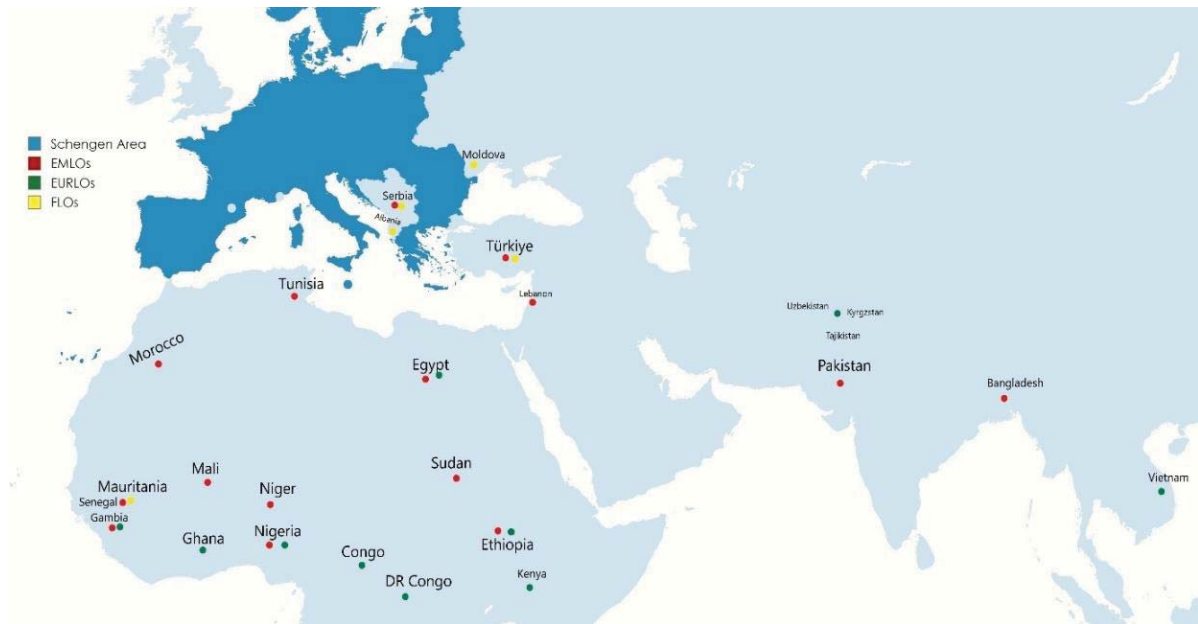 Schengen Area
EMLOs
EURLOs
FLOs
Moldova
Serbia
Albania
Türkiye
Tunisia
Lebanon
Uzbekistan
Kyrgzstan
Tajikistan
Morocco
Egypt
Pakistan
Bangladesh
Mali
Sudan
Mauritania
Niger
Senegal
Vietnam
Gambia
Ghana
Nigeria
Ethiopia
Congo
DR Congo
Kenya